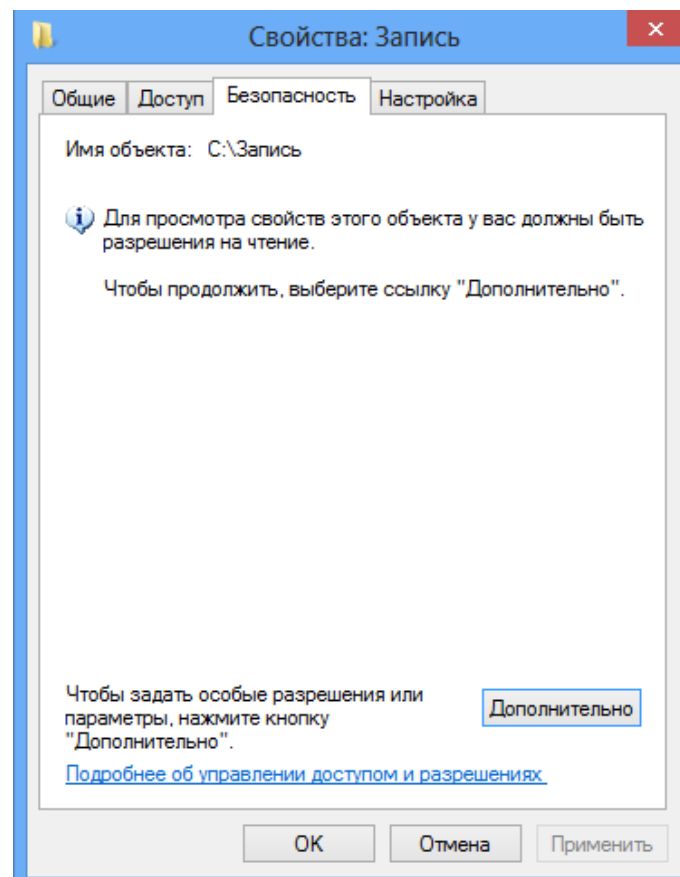 Свойства: Запись
Общие Доступ Безопасность Настройка
Имя объекта: C:\Запись
Для просмотра свойств этого объекта у вас должны быть
разрешения на чтение.
Чтобы продолжить, выберите ссылку "Дополнительно".
Чтобы задать особые разрешения или
параметры, нажмите кнопку
"Дополнительно".
Дополнительно
Подробнее об управлении доступом и разрешениях
ОК Отмена Применить